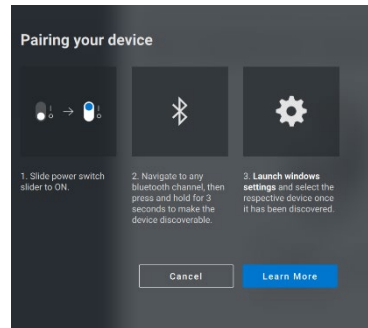 Pairing your device
1. Slide power switch
slider to ON.
2. Navigate to any
bluetooth channel, then
press and hold for 3
seconds to make the
device discoverable.
3. Launch windows
settings and select the
respective device once
it has been discovered.
Cancel
Learn More